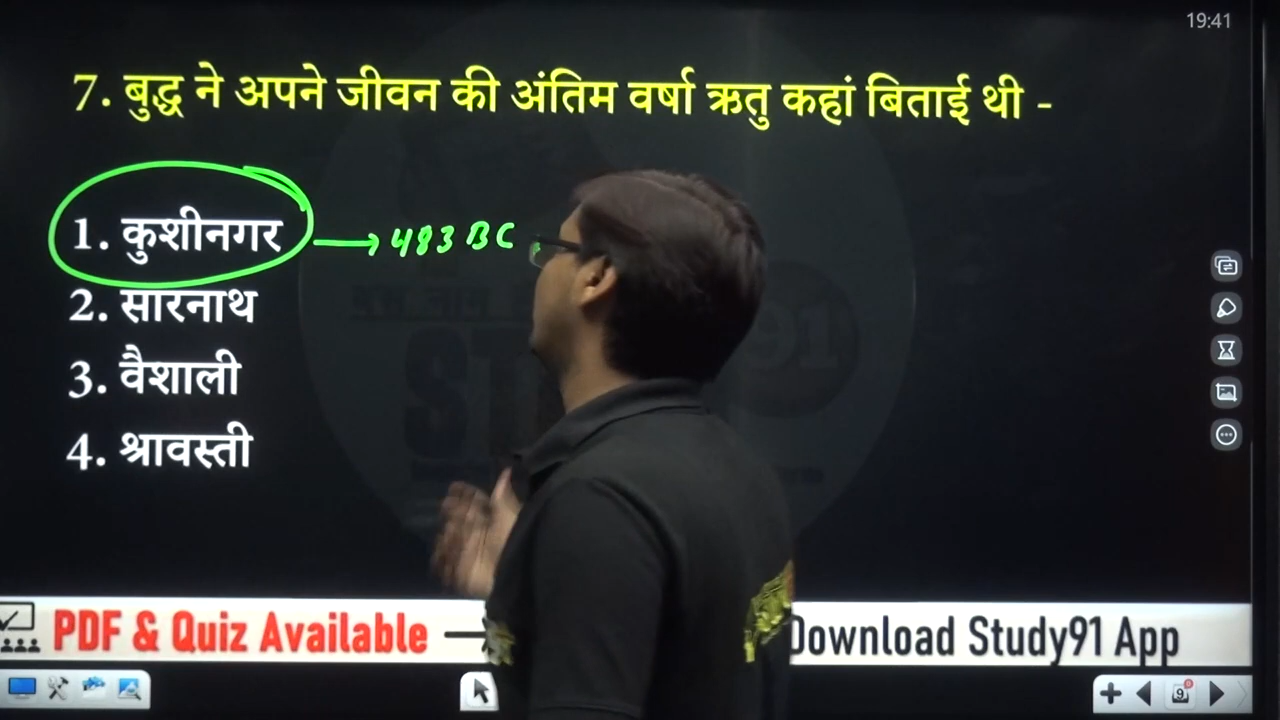 19:41
7. बुद्ध ने अपने जीवन की अंतिम वर्षा ऋतु कहां बिताई थी -
1. कुशीनगर → 483 BC
2. सारनाथ
3. वैशाली
4. श्रावस्ती
PDF & Quiz Available
Download Study91 App
9